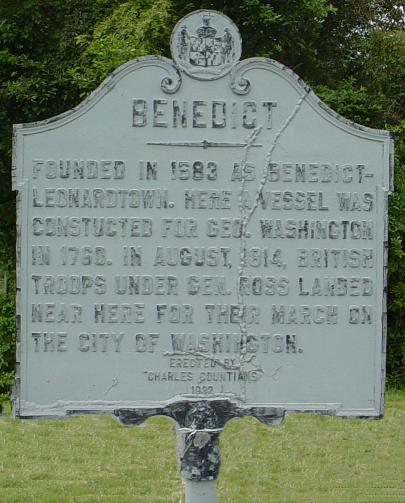 BENEDICT
FOUNDED IN 1683 AS BENEDICT-
LEONARDTOWN. HERE A VESSEL WAS
CONSTUCTED FOR GEO. WASHINGTON
IN 1760. IN AUGUST, 1814, BRITISH
TROOPS UNDER GEN. ROSS LANDED
NEAR HERE FOR THEIR MARCH ON
THE CITY OF WASHINGTON.
ERECTED BY
"CHARLES COUNTIANS"
1932